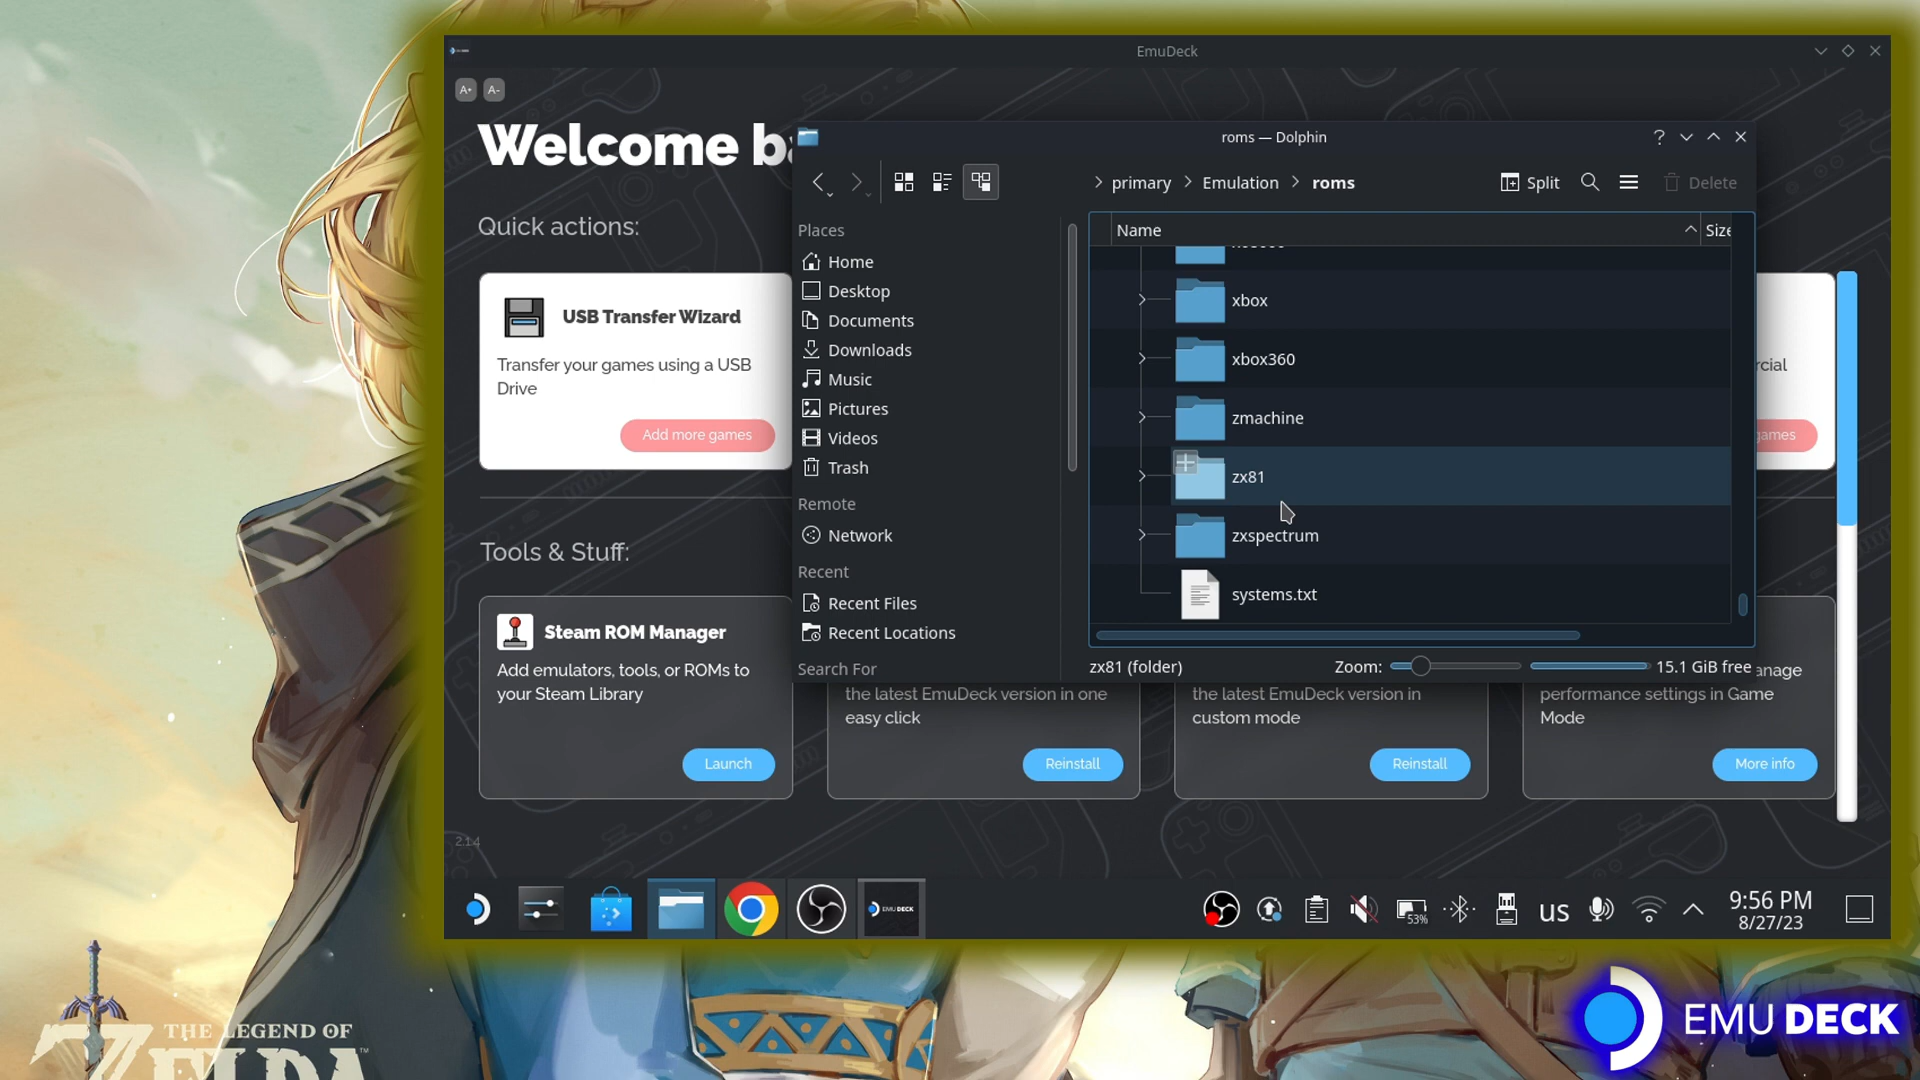 EmuDeck
A+
A-
Welcome
Quick actions:
USB Transfer Wizard
Transfer your games using a USB
Drive
Add more games
Tools & Stuff:
Steam ROM Manager
Add emulators, tools, or ROMs to
your Steam Library
Launch
roms — Dolphin
primary
Emulation
roms
Split
Delete
Places
Home
Desktop
Documents
Downloads
Music
Pictures
Videos
Trash
Remote
Network
Recent
Recent Files
Recent Locations
Search For
Name
Size
xbox
xbox360
zmachine
zx81
zxspectrum
systems.txt
zx81 (folder)
Zoom:
15.1 GiB free
the latest EmuDeck version in one
easy click
Reinstall
the latest EmuDeck version in
custom mode
Reinstall
performance settings in Game
Mode
More info
games
2.1.4
EMU DECK
53%
us
9:56 PM
8/27/23
THE LEGEND OF
ZELDA™
EMU DECK